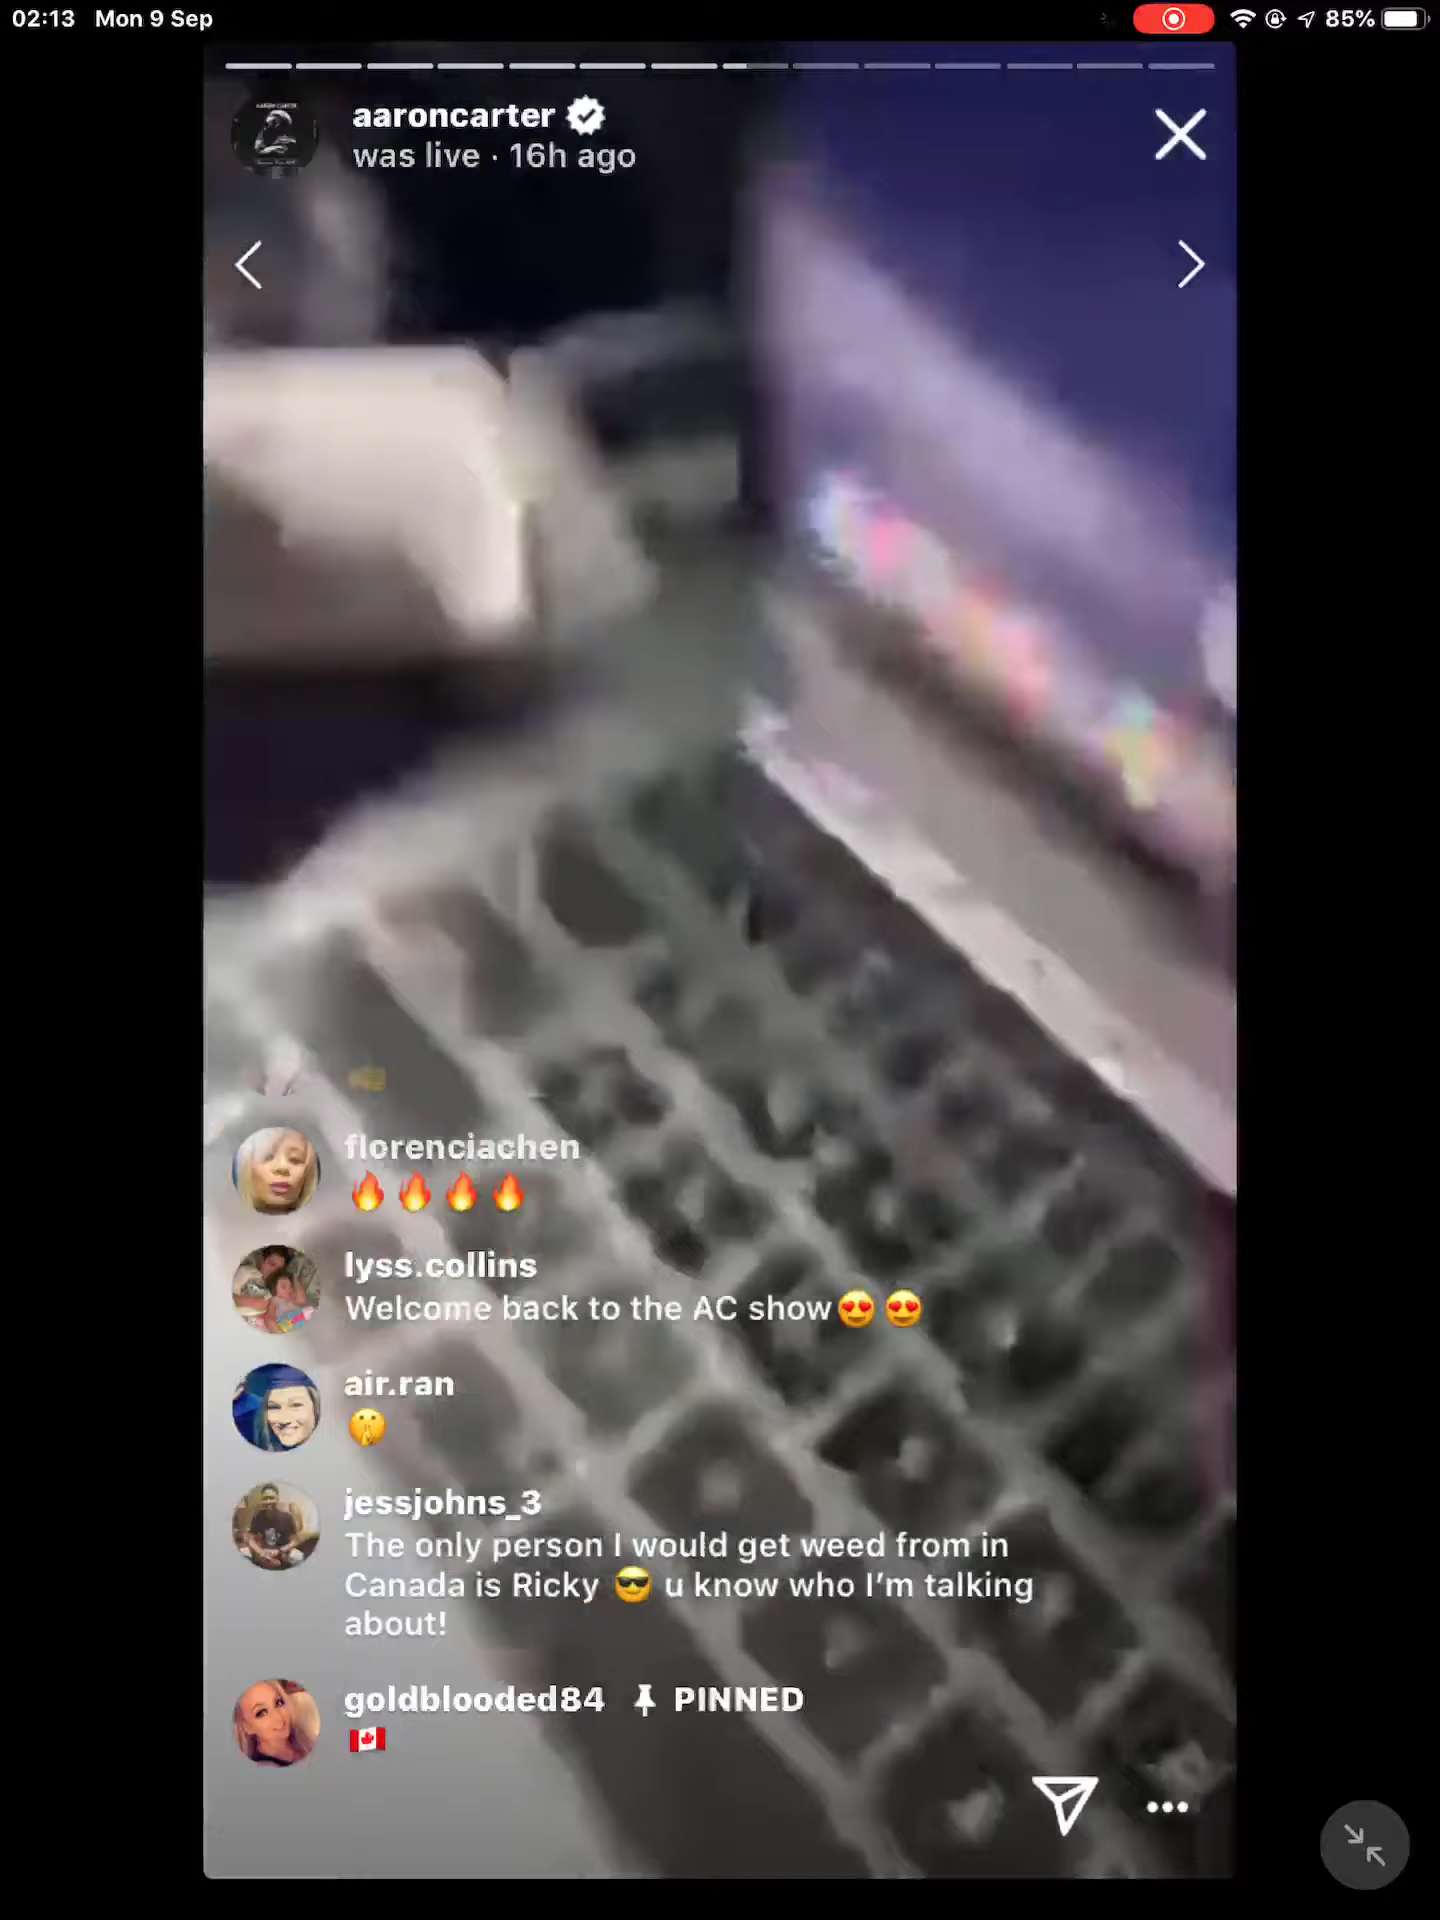 02:13 Mon 9 Sep 85%
aaroncarter
was live · 16h ago
florenciachen
🔥🔥🔥🔥
lyss.collins
Welcome back to the AC show😍😍
air.ran
🤫
jessjohns_3
The only person I would get weed from in
Canada is Ricky 😎 u know who I’m talking
about!
goldblooded84 PINNED
🇨🇦